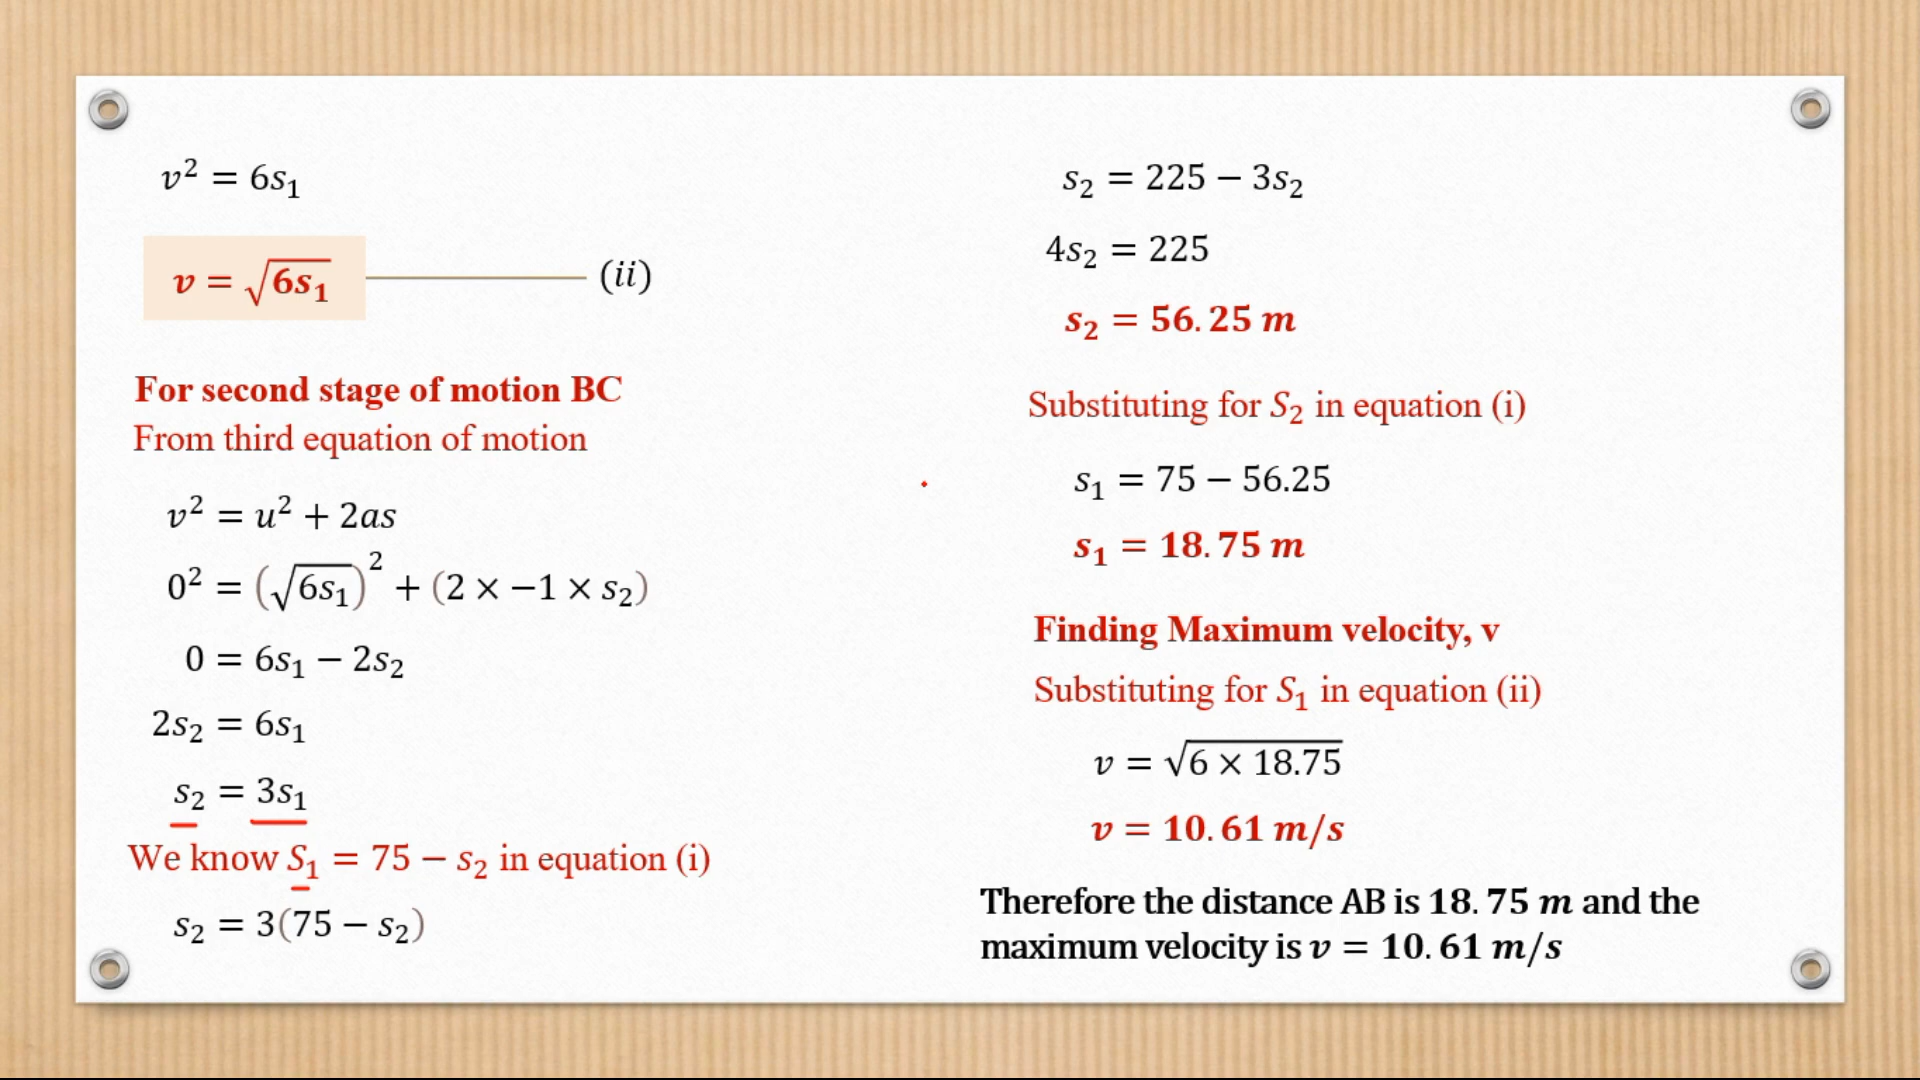 v² = 6s₁
v = √6s₁ (ii)
For second stage of motion BC
From third equation of motion
v² = u² + 2as
0² = (√6s₁)² + (2 × −1 × s₂)
0 = 6s₁ − 2s₂
2s₂ = 6s₁
s₂ = 3s₁
We know S₁ = 75 − s₂ in equation (i)
s₂ = 3(75 − s₂)
s₂ = 225 − 3s₂
4s₂ = 225
s₂ = 56.25 m
Substituting for S₂ in equation (i)
s₁ = 75 − 56.25
s₁ = 18.75 m
Finding Maximum velocity, v
Substituting for S₁ in equation (ii)
v = √6 × 18.75
v = 10.61 m/s
Therefore the distance AB is 18.75 m and the
maximum velocity is v = 10.61 m/s